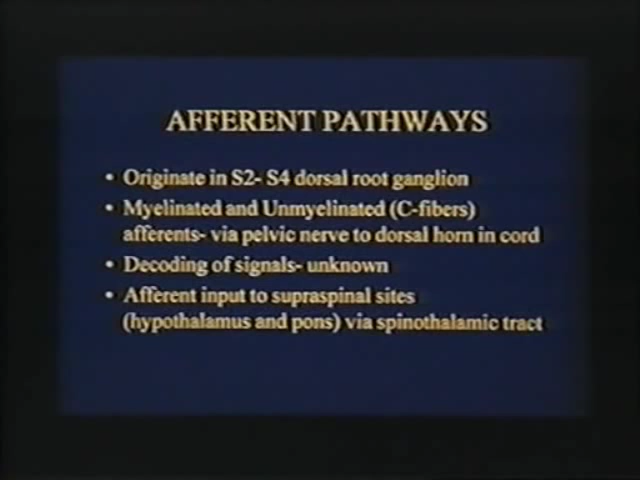 AFFERENT PATHWAYS
• Originate in S2- S4 dorsal root ganglion
• Myelinated and Unmyelinated (C-fibers)
afferents- via pelvic nerve to dorsal horn in cord
• Decoding of signals- unknown
• Afferent input to supraspinal sites
(hypothalamus and pons) via spinothalamic tract